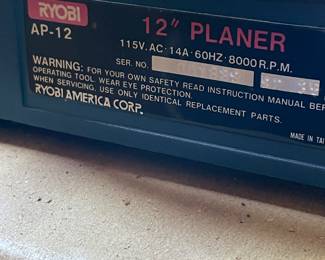 RYOBI
AP-12
12" PLANER
115V.AC·14A·60HZ·8000R.P.M.
SER. NO.
WARNING: FOR YOUR OWN SAFETY READ INSTRUCTION MANUAL BEF
OPERATING TOOL. WEAR EYE PROTECTION.
WHEN SERVICING, USE ONLY IDENTICAL REPLACEMENT PARTS.
RYOBI AMERICA CORP.
MADE IN TAI